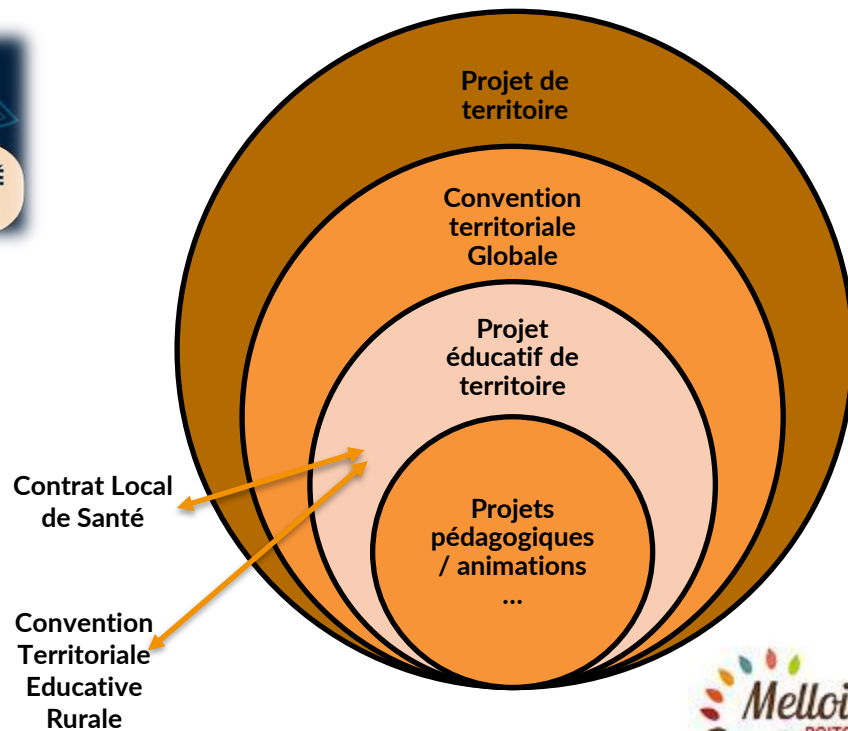 Projet de
territoire
Convention
territoriale
Globale
Projet
éducatif de
territoire
Contrat Local
de Santé
Projets
pédagogiques
/ animations
...
Convention
Territoriale
Educative
Rurale